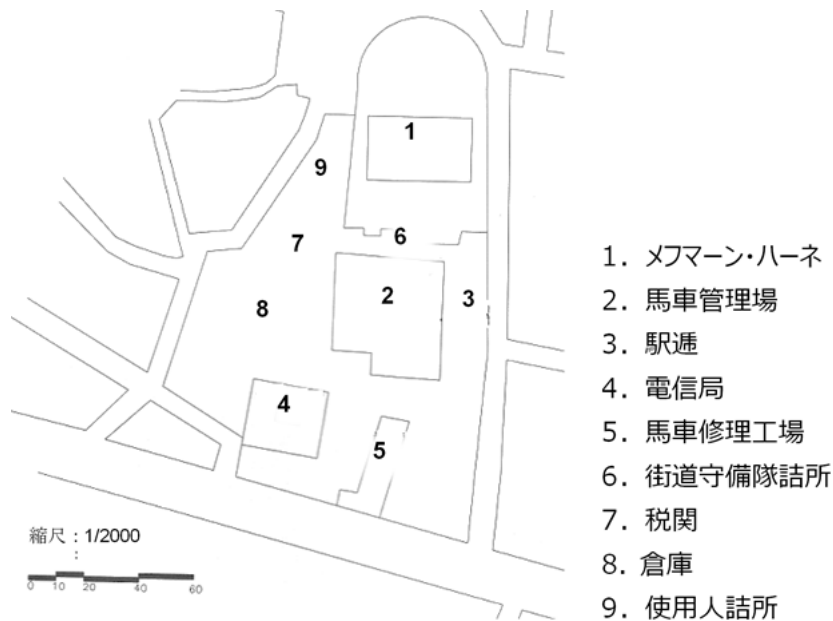 1
9
6
7
2
3
8
4
5
縮尺 : 1/2000
0 10 20 40 60
1. メフマーン・ハーネ
2. 馬車管理場
3. 駅逓
4. 電信局
5. 馬車修理工場
6. 街道守備隊詰所
7. 税関
8. 倉庫
9. 使用人詰所